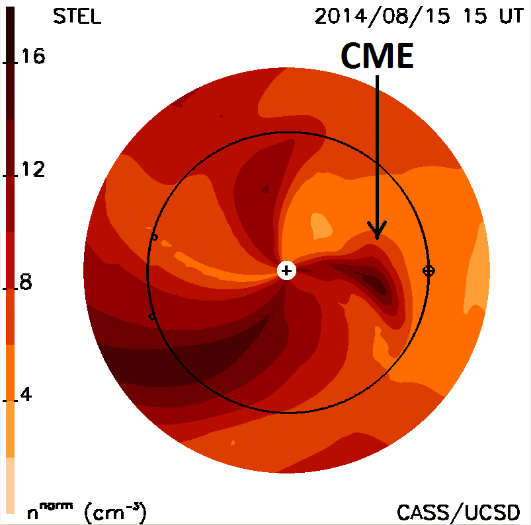 STEL 2014/08/15 15 UT
CME
16
12
8
4
n^norm (cm^-3) CASS/UCSD